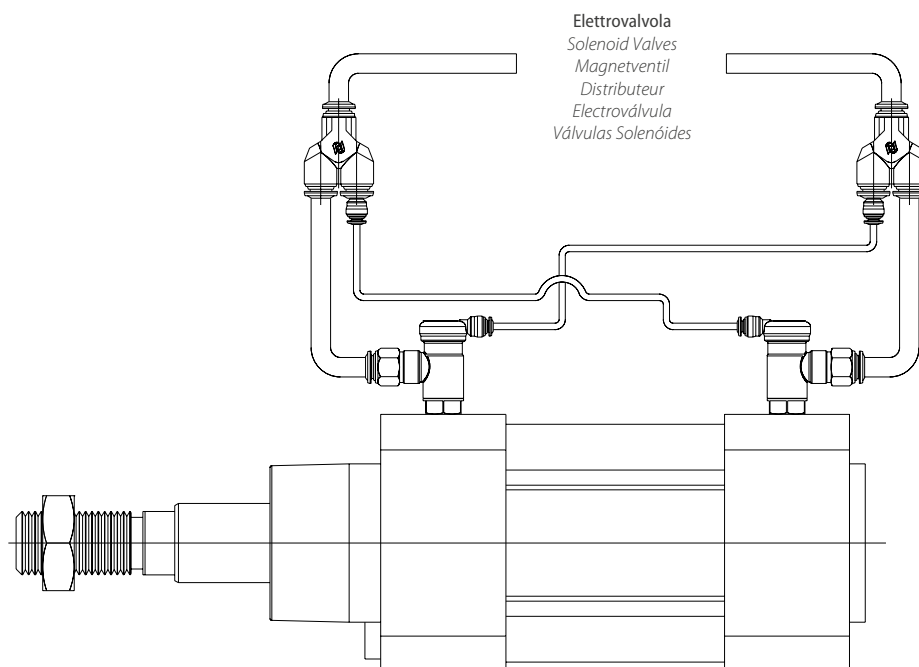 Elettrovalvola
Solenoid Valves
Magnetventil
Distributeur
Electroválvula
Válvulas Solenóides